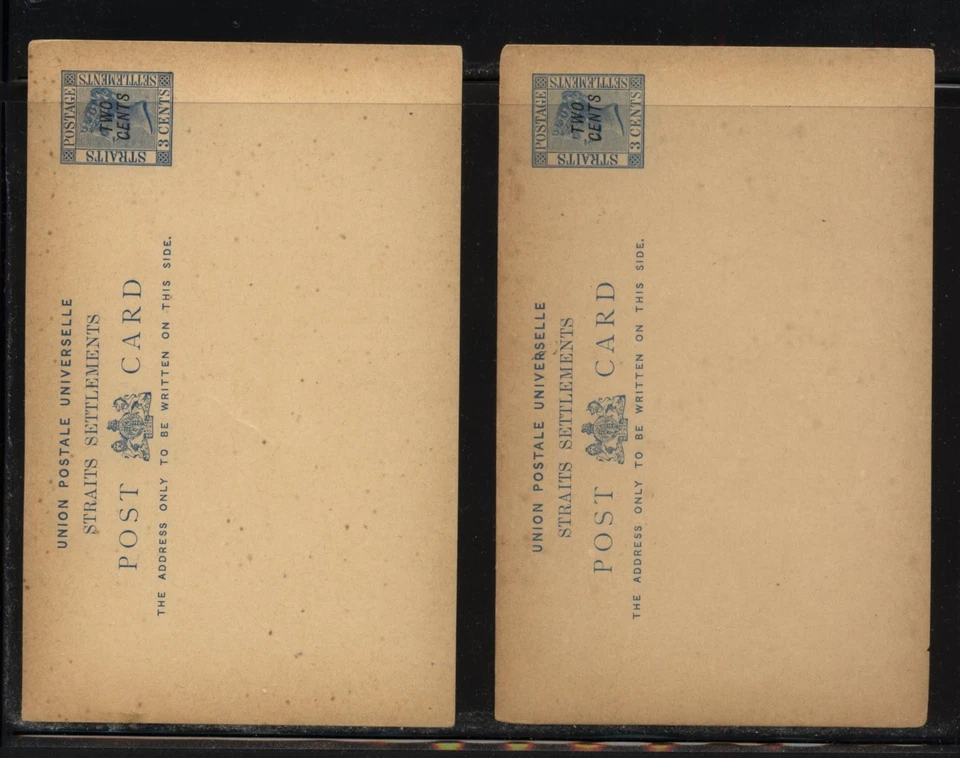 POSTAGE
STRAITS
SETTLEMENTS
3 CENTS
TWO
CENTS
UNION POSTALE UNIVERSELLE
STRAITS SETTLEMENTS
POST CARD
THE ADDRESS ONLY TO BE WRITTEN ON THIS SIDE.
POSTAGE
STRAITS
SETTLEMENTS
3 CENTS
TWO
CENTS
UNION POSTALE UNIVERSELLE
STRAITS SETTLEMENTS
POST CARD
THE ADDRESS ONLY TO BE WRITTEN ON THIS SIDE.